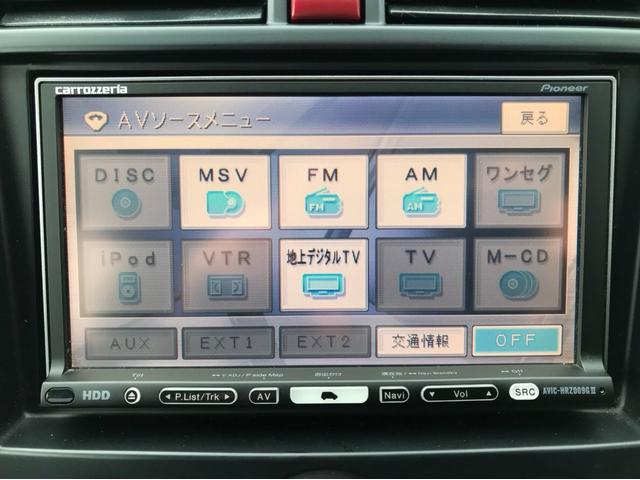 carrozzeria Pioneer
AVソースメニュー 戻る
DISC MSV FM AM ワンセグ
FM AM
iPod VTR 地上デジタルTV TV M-CD
AUX EXT1 EXT2 交通情報 OFF
HDD P.List/Trk AV Navi Vol SRC AVIC-HRZ009GⅡ